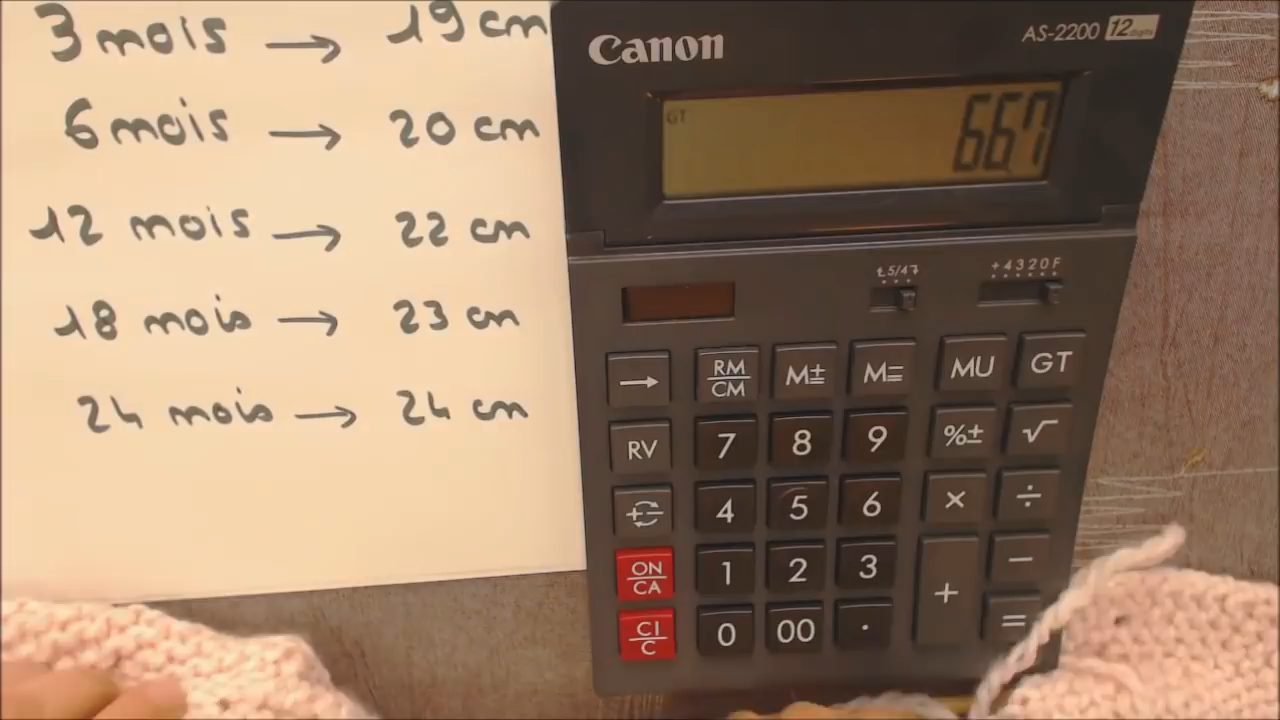 3 mois → 19 cm
6 mois → 20 cm
12 mois → 22 cm
18 mois → 23 cm
24 mois → 24 cm
Canon
AS-2200 12 digits
GT
667
5/4
+4320F
→ RM/CM M± M= MU GT
RV 7 8 9 %± √
4 5 6 × ÷
ON/CA 1 2 3 + −
CI/C 0 00 . =